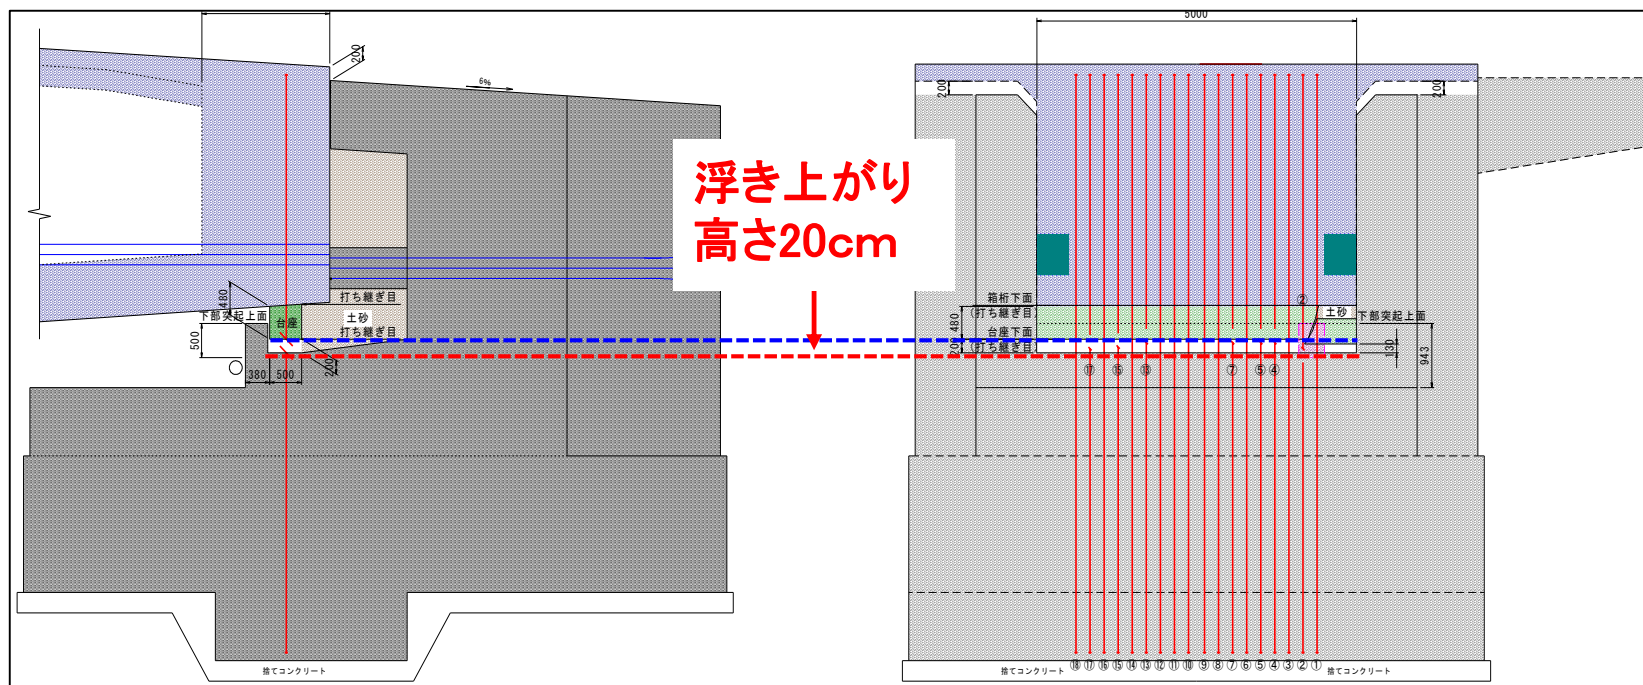 200
6%
浮き上がり
高さ20cm
480
打ち継ぎ目
下部突起上面
台座
土砂
打ち継ぎ目
500
380
500
200
捨てコンクリート
5000
200
200
箱桁下面
(打ち継ぎ目)
480
台座下面
(打ち継ぎ目)
200
②
土砂
下部突起上面
130
943
⑰
⑮
⑬
⑦
⑤
④
捨てコンクリート
⑱
⑰
⑯
⑮
⑭
⑬
⑫
⑪
⑩
⑨
⑧
⑦
⑥
⑤
④
③
②
①
捨てコンクリート